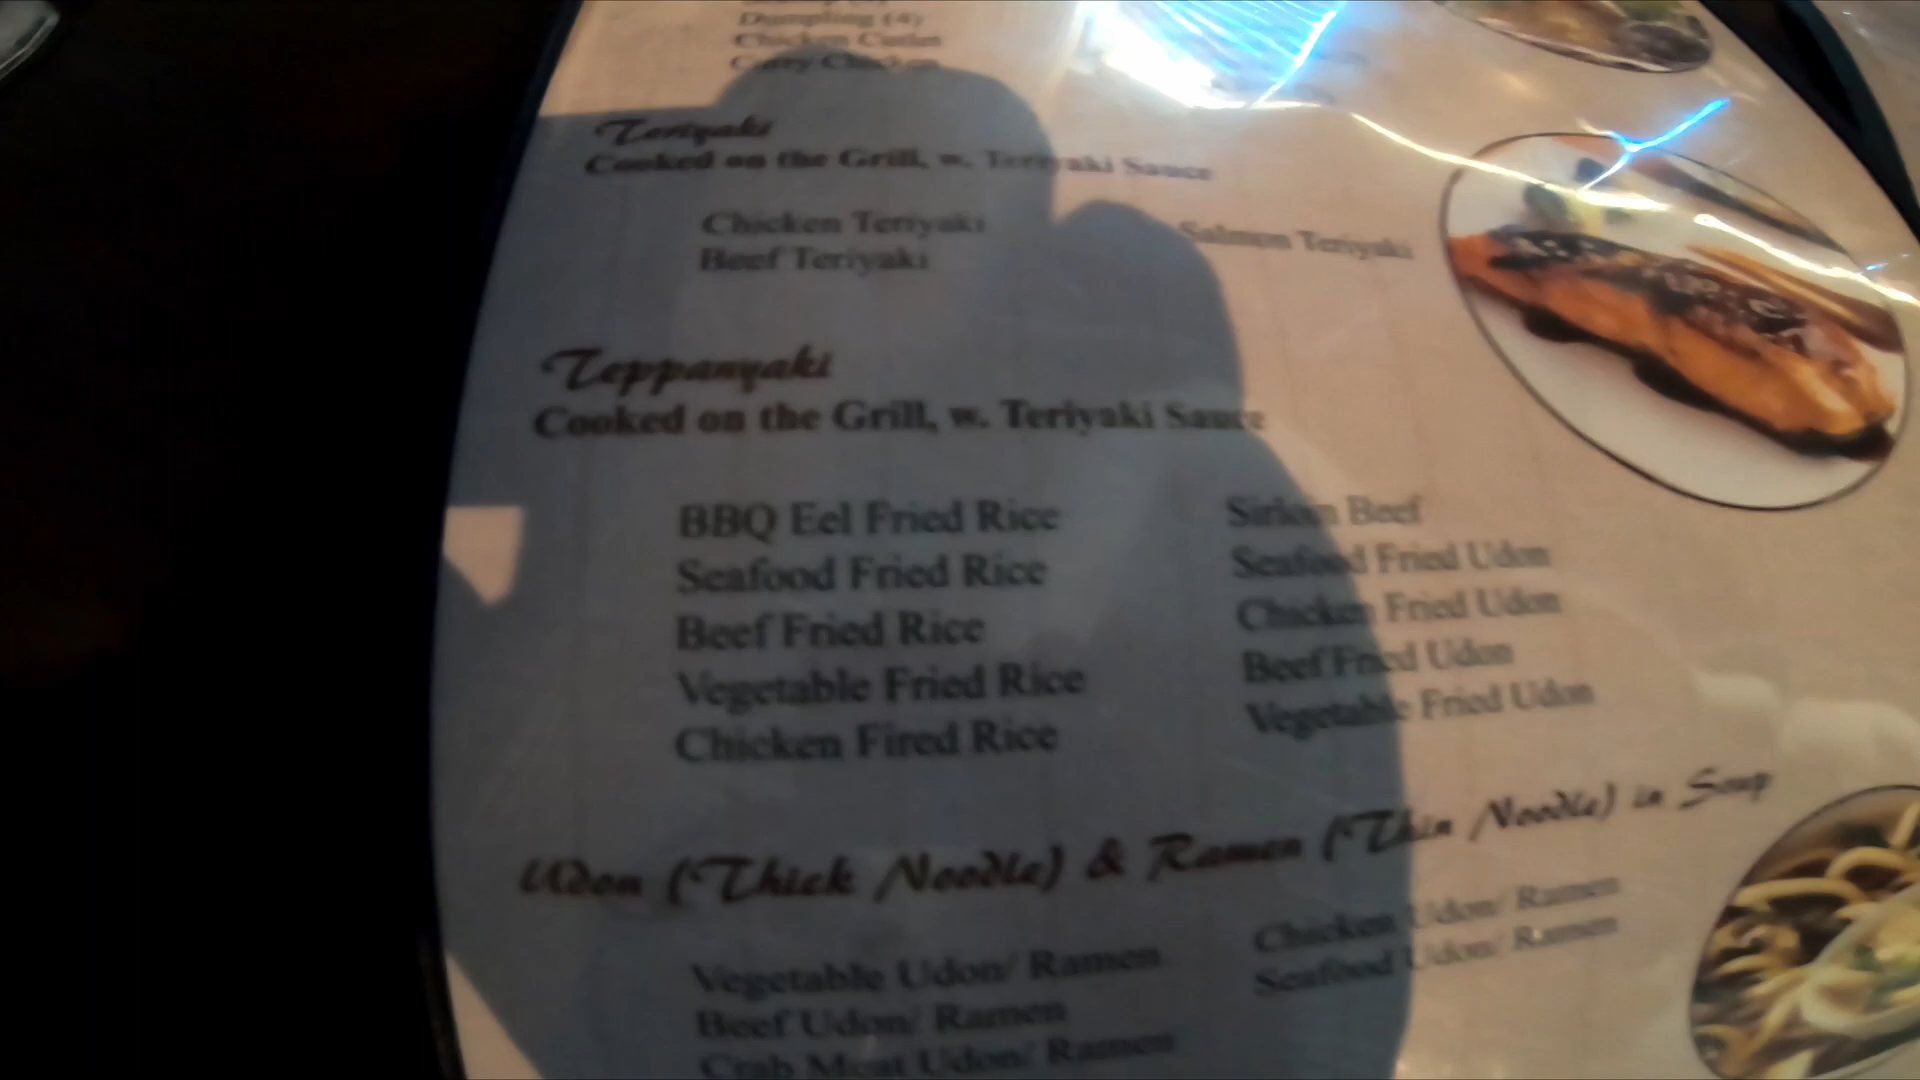 Dumpling (4)
Chicken Cutlet
Curry Chicken
Teriyaki
Cooked on the Grill, w. Teriyaki Sauce
Chicken Teriyaki
Beef Teriyaki
Salmon Teriyaki
Teppanyaki
Cooked on the Grill, w. Teriyaki Sauce
BBQ Eel Fried Rice
Seafood Fried Rice
Beef Fried Rice
Vegetable Fried Rice
Chicken Fired Rice
Sirloin Beef
Seafood Fried Udon
Chicken Fried Udon
Beef Fried Udon
Vegetable Fried Udon
Udon (Thick Noodle) & Ramen (Thin Noodle) in Soup
Vegetable Udon/ Ramen
Beef Udon/ Ramen
Crab Meat Udon/ Ramen
Chicken Udon/ Ramen
Seafood Udon/ Ramen